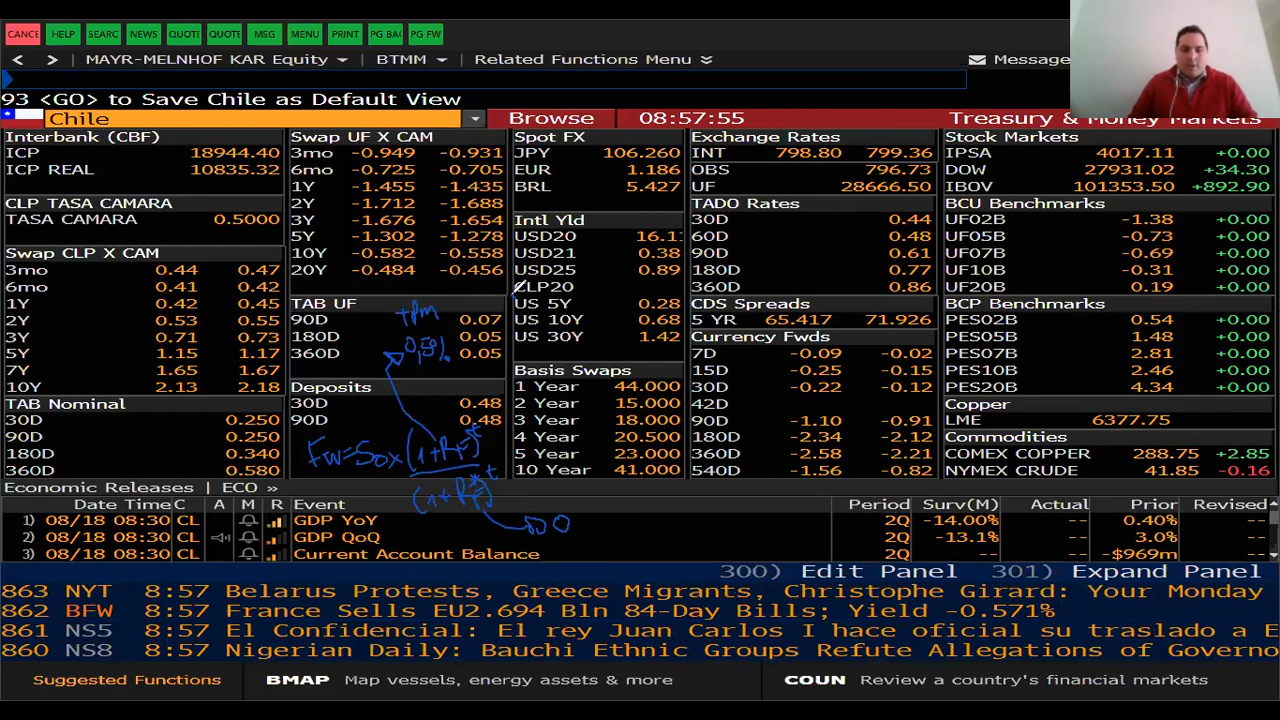 CANCE HELP SEARC NEWS QUOTE QUOTE MSG MENU PRINT PG BAC PG FW
< > MAYR-MELNHOF KAR Equity BTMM Related Functions Menu Message
93 <GO> to Save Chile as Default View
Chile Browse 08:57:55 Treasury & Money Markets
Interbank (CBF)
ICP 18944.40
ICP REAL 10835.32
CLP TASA CAMARA
TASA CAMARA 0.5000
Swap CLP X CAM
3mo 0.44 0.47
6mo 0.41 0.42
1Y 0.42 0.45
2Y 0.53 0.55
3Y 0.71 0.73
5Y 1.15 1.17
7Y 1.65 1.67
10Y 2.13 2.18
TAB Nominal
30D 0.250
90D 0.250
180D 0.340
360D 0.580
Swap UF X CAM
3mo -0.949 -0.931
6mo -0.725 -0.705
1Y -1.455 -1.435
2Y -1.712 -1.688
3Y -1.676 -1.654
5Y -1.302 -1.278
10Y -0.582 -0.558
20Y -0.484 -0.456
TAB UF
90D 0.07
180D 0.05
360D 0.05
Deposits
30D 0.48
90D 0.48
TPM
0,5%
Fw=Sox (1+RF)t
(1+RF*)t
0
Spot FX
JPY 106.260
EUR 1.186
BRL 5.427
Intl Yld
USD20 16.11
USD21 0.38
USD25 0.89
CLP20
US 5Y 0.28
US 10Y 0.68
US 30Y 1.42
Basis Swaps
1 Year 44.000
2 Year 15.000
3 Year 18.000
4 Year 20.500
5 Year 23.000
10 Year 41.000
Exchange Rates
INT 798.80 799.36
OBS 796.73
UF 28666.50
TADO Rates
30D 0.44
60D 0.48
90D 0.61
180D 0.77
360D 0.86
CDS Spreads
5 YR 65.417 71.926
Currency Fwds
7D -0.09 -0.02
15D -0.25 -0.15
30D -0.22 -0.12
42D
90D -1.10 -0.91
180D -2.34 -2.12
360D -2.58 -2.21
540D -1.56 -0.82
Stock Markets
IPSA 4017.11 +0.00
DOW 27931.02 +34.30
IBOV 101353.50 +892.90
BCU Benchmarks
UF02B -1.38 +0.00
UF05B -0.73 +0.00
UF07B -0.69 +0.00
UF10B -0.31 +0.00
UF20B 0.19 +0.00
BCP Benchmarks
PES02B 0.54 +0.00
PES05B 1.48 +0.00
PES07B 2.81 +0.00
PES10B 2.46 +0.00
PES20B 4.34 +0.00
Copper
LME 6377.75
Commodities
COMEX COPPER 288.75 +2.85
NYMEX CRUDE 41.85 -0.16
Economic Releases | ECO »
Date Time C A M R Event Period Surv(M) Actual Prior Revised
1) 08/18 08:30 CL GDP YoY 2Q -14.00% -- 0.40% --
2) 08/18 08:30 CL GDP QoQ 2Q -13.1% -- 3.0% --
3) 08/18 08:30 CL Current Account Balance 2Q -- -- -$969m --
300) Edit Panel 301) Expand Panel
863 NYT 8:57 Belarus Protests, Greece Migrants, Christophe Girard: Your Monday
862 BFW 8:57 France Sells EU2.694 Bln 84-Day Bills; Yield -0.571%
861 NS5 8:57 El Confidencial: El rey Juan Carlos I hace oficial su traslado a E
860 NS8 8:57 Nigerian Daily: Bauchi Ethnic Groups Refute Allegations of Governo
Suggested Functions BMAP Map vessels, energy assets & more COUN Review a country's financial markets